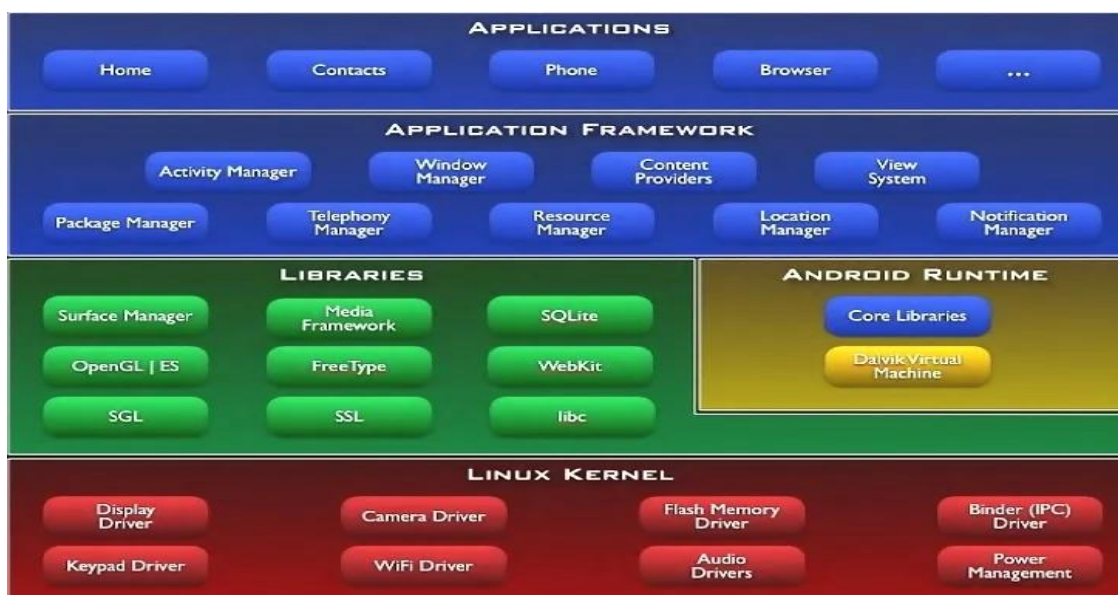 APPLICATIONS
Home
Contacts
Phone
Browser
...
APPLICATION FRAMEWORK
Activity Manager
Window
Manager
Content
Providers
View
System
Package Manager
Telephony
Manager
Resource
Manager
Location
Manager
Notification
Manager
LIBRARIES
Surface Manager
Media
Framework
SQLite
OpenGL | ES
FreeType
WebKit
SGL
SSL
libc
ANDROID RUNTIME
Core Libraries
Dalvik Virtual
Machine
LINUX KERNEL
Display
Driver
Camera Driver
Flash Memory
Driver
Binder (IPC)
Driver
Keypad Driver
WiFi Driver
Audio
Drivers
Power
Management